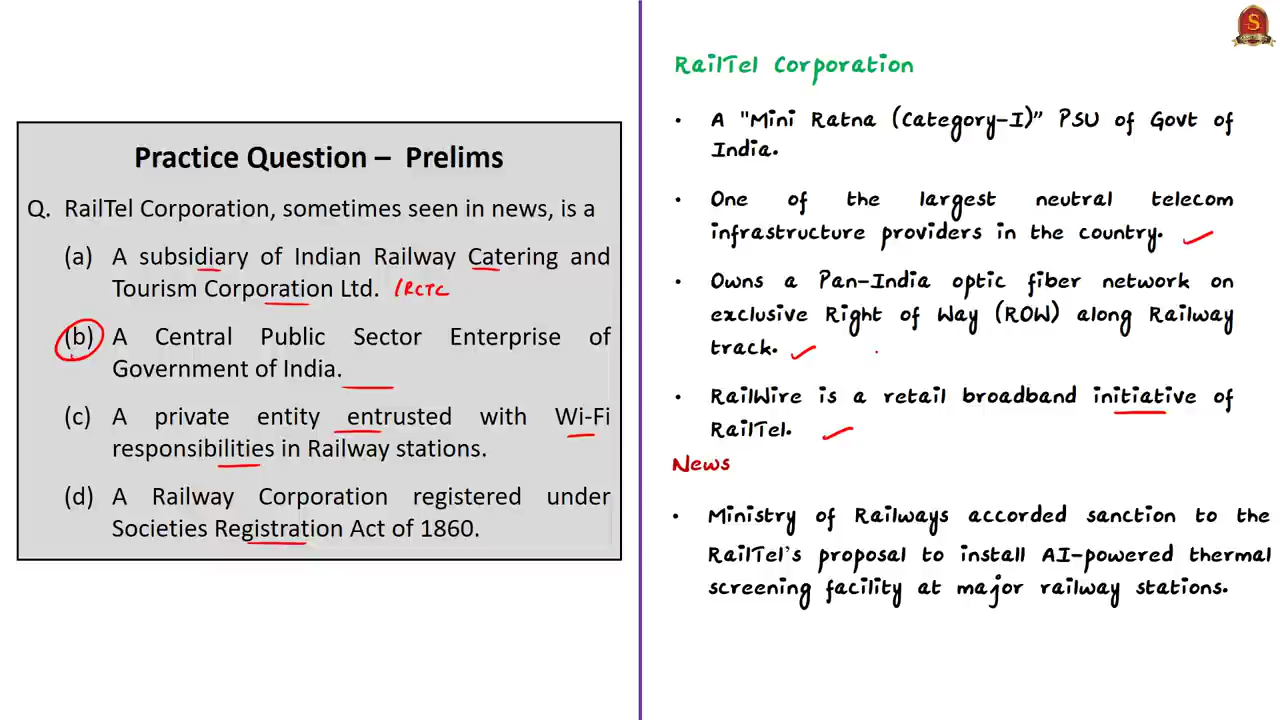 Practice Question – Prelims
Q. RailTel Corporation, sometimes seen in news, is a
(a) A subsidiary of Indian Railway Catering and
Tourism Corporation Ltd. IRCTC
(b) A Central Public Sector Enterprise of
Government of India.
(c) A private entity entrusted with Wi-Fi
responsibilities in Railway stations.
(d) A Railway Corporation registered under
Societies Registration Act of 1860.
RailTel Corporation
• A "Mini Ratna (Category-I)" PSU of Govt of
India.
• One of the largest neutral telecom
infrastructure providers in the country.
• Owns a Pan-India optic fiber network on
exclusive Right of Way (ROW) along Railway
track.
• RailWire is a retail broadband initiative of
RailTel.
News
• Ministry of Railways accorded sanction to the
RailTel's proposal to install AI-powered thermal
screening facility at major railway stations.